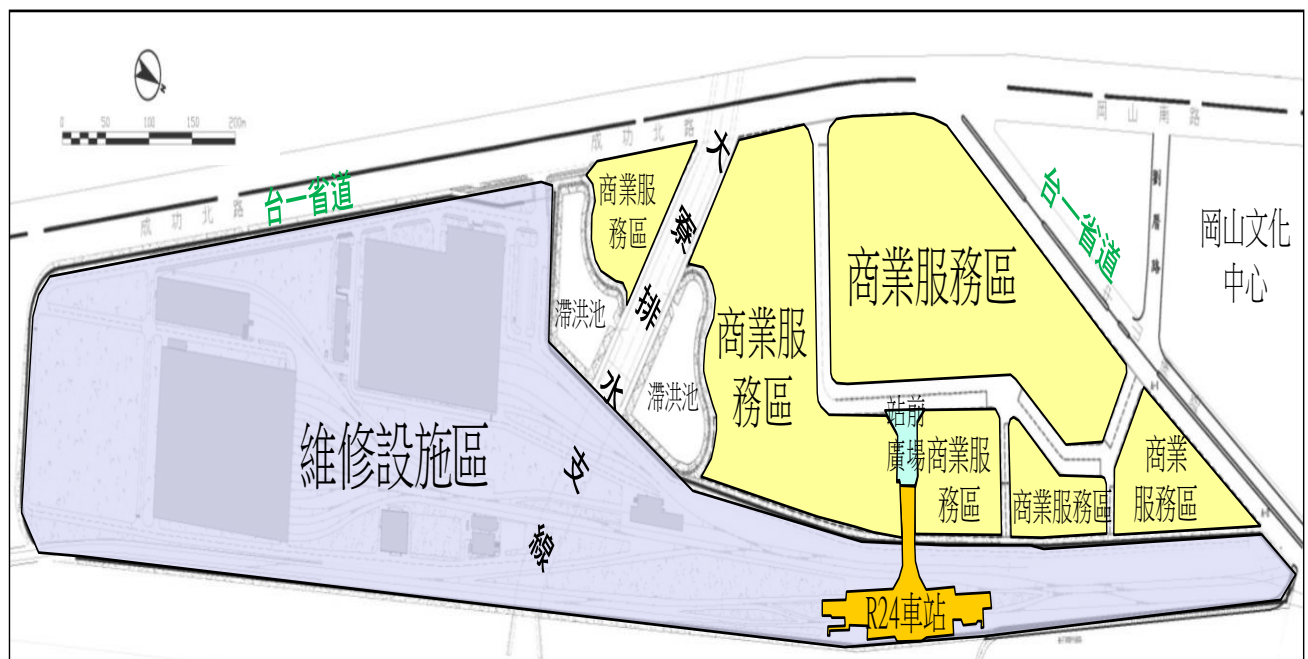 N
0 50 100 150 200m
成功北路
岡山南路
大寮排水
商業服
務區
台一省道
成功北路
台一省道
劉厝路
岡山文化
中心
商業服務區
滯洪池
商業服
務區
滯洪池
站前
廣場
維修設施區
支線
商業服
務區
商業服務區
商業
服務區
R24車站